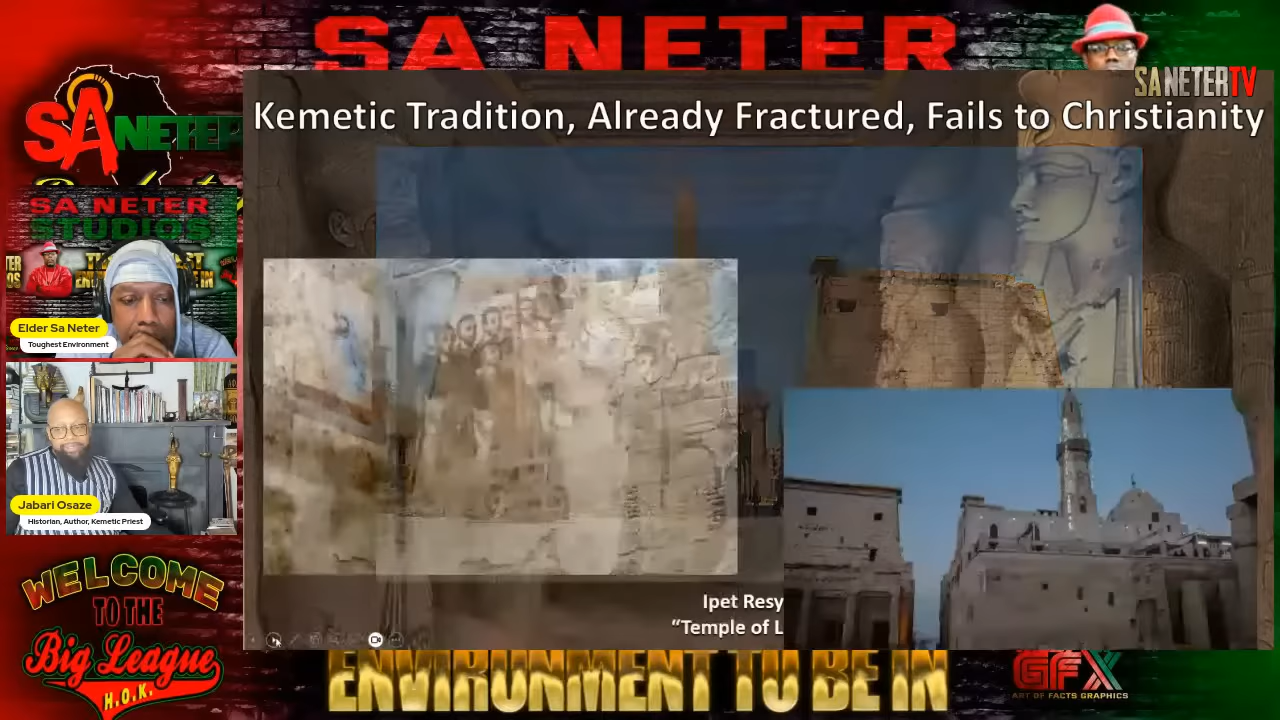 SA NETER
SANETERTV
Kemetic Tradition, Already Fractured, Fails to Christianity
SA NETER
SA NETER
STUDIOS
Elder Sa Neter
Toughest Environment
Jabari Osaze
Historian, Author, Kemetic Priest
Ipet Resy
“Temple of L
WELCOME
TO THE
Big League
H.O.K.
ENVIRONMENT TO BE IN
GFX
ART OF FACTS GRAPHICS